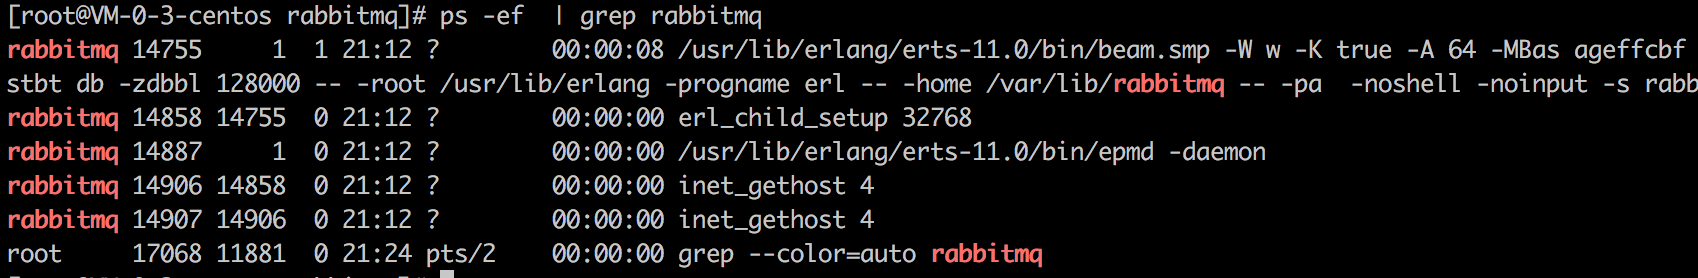 [root@VM-0-3-centos rabbitmq]# ps -ef  | grep rabbitmq
rabbitmq 14755     1  1 21:12 ?        00:00:08 /usr/lib/erlang/erts-11.0/bin/beam.smp -W w -K true -A 64 -MBas ageffcbf
stbt db -zdbbl 128000 -- -root /usr/lib/erlang -progname erl -- -home /var/lib/rabbitmq -- -pa  -noshell -noinput -s rabb
rabbitmq 14858 14755  0 21:12 ?        00:00:00 erl_child_setup 32768
rabbitmq 14887     1  0 21:12 ?        00:00:00 /usr/lib/erlang/erts-11.0/bin/epmd -daemon
rabbitmq 14906 14858  0 21:12 ?        00:00:00 inet_gethost 4
rabbitmq 14907 14906  0 21:12 ?        00:00:00 inet_gethost 4
root     17068 11881  0 21:24 pts/2    00:00:00 grep --color=auto rabbitmq